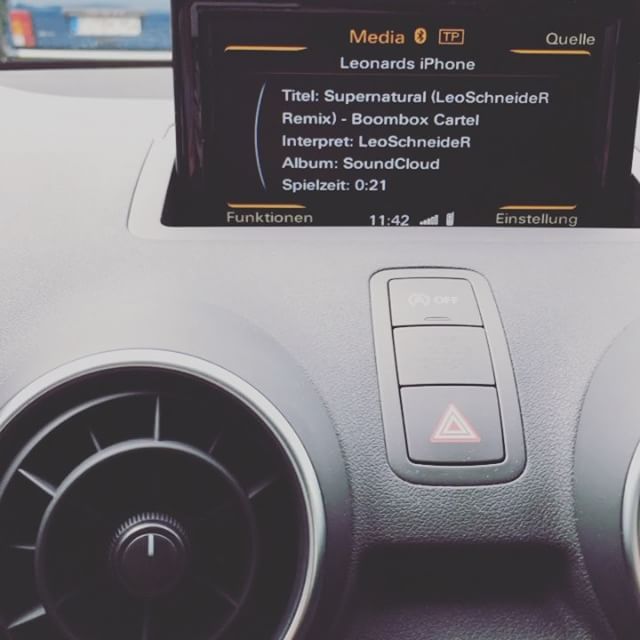 Media TP Quelle
Leonards iPhone
Titel: Supernatural (LeoSchneideR
Remix) - Boombox Cartel
Interpret: LeoSchneideR
Album: SoundCloud
Spielzeit: 0:21
Funktionen 11:42 Einstellung
A OFF